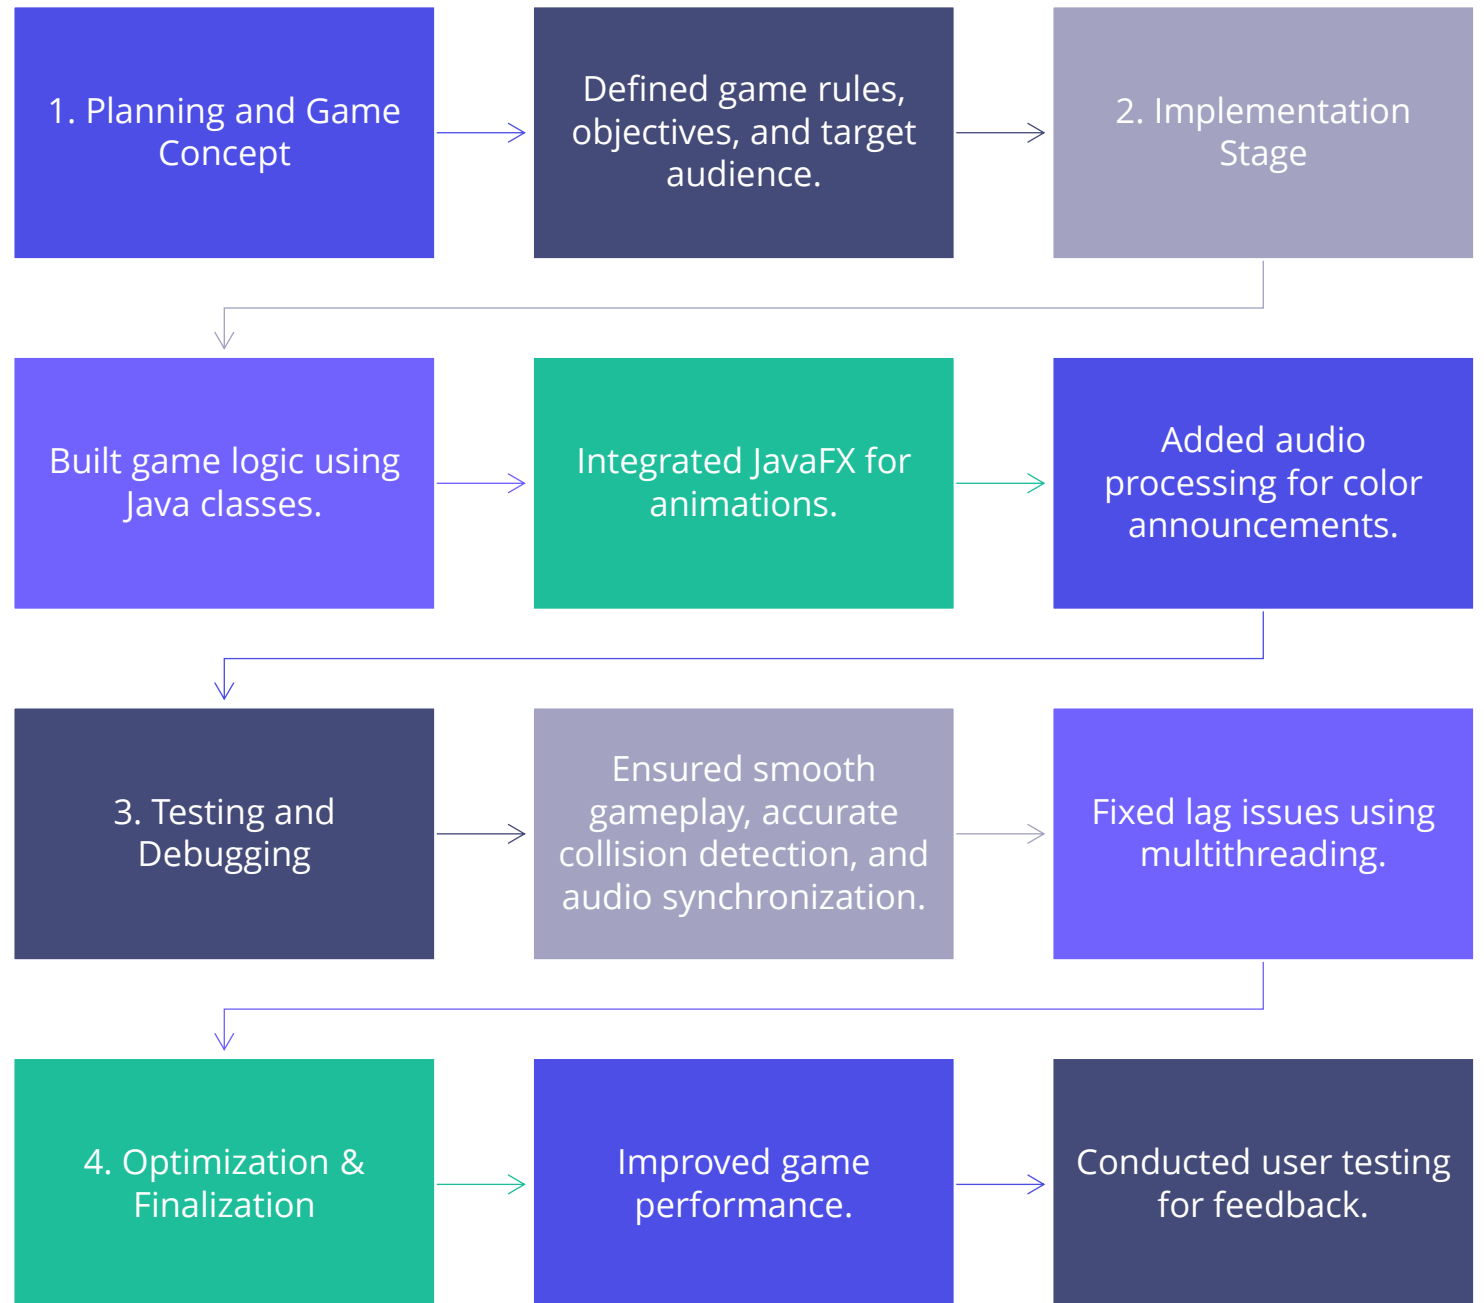 1. Planning and Game
Concept
Defined game rules,
objectives, and target
audience.
2. Implementation
Stage
Built game logic using
Java classes.
Integrated JavaFX for
animations.
Added audio
processing for color
announcements.
3. Testing and
Debugging
Ensured smooth
gameplay, accurate
collision detection, and
audio synchronization.
Fixed lag issues using
multithreading.
4. Optimization &
Finalization
Improved game
performance.
Conducted user testing
for feedback.